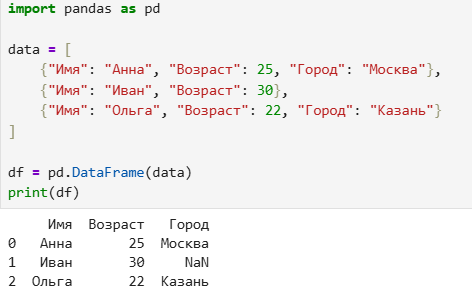 import pandas as pd
data = [
    {"Имя": "Анна", "Возраст": 25, "Город": "Москва"},
    {"Имя": "Иван", "Возраст": 30},
    {"Имя": "Ольга", "Возраст": 22, "Город": "Казань"}
]
df = pd.DataFrame(data)
print(df)
     Имя  Возраст   Город
0   Анна       25  Москва
1   Иван       30     NaN
2  Ольга       22  Казань